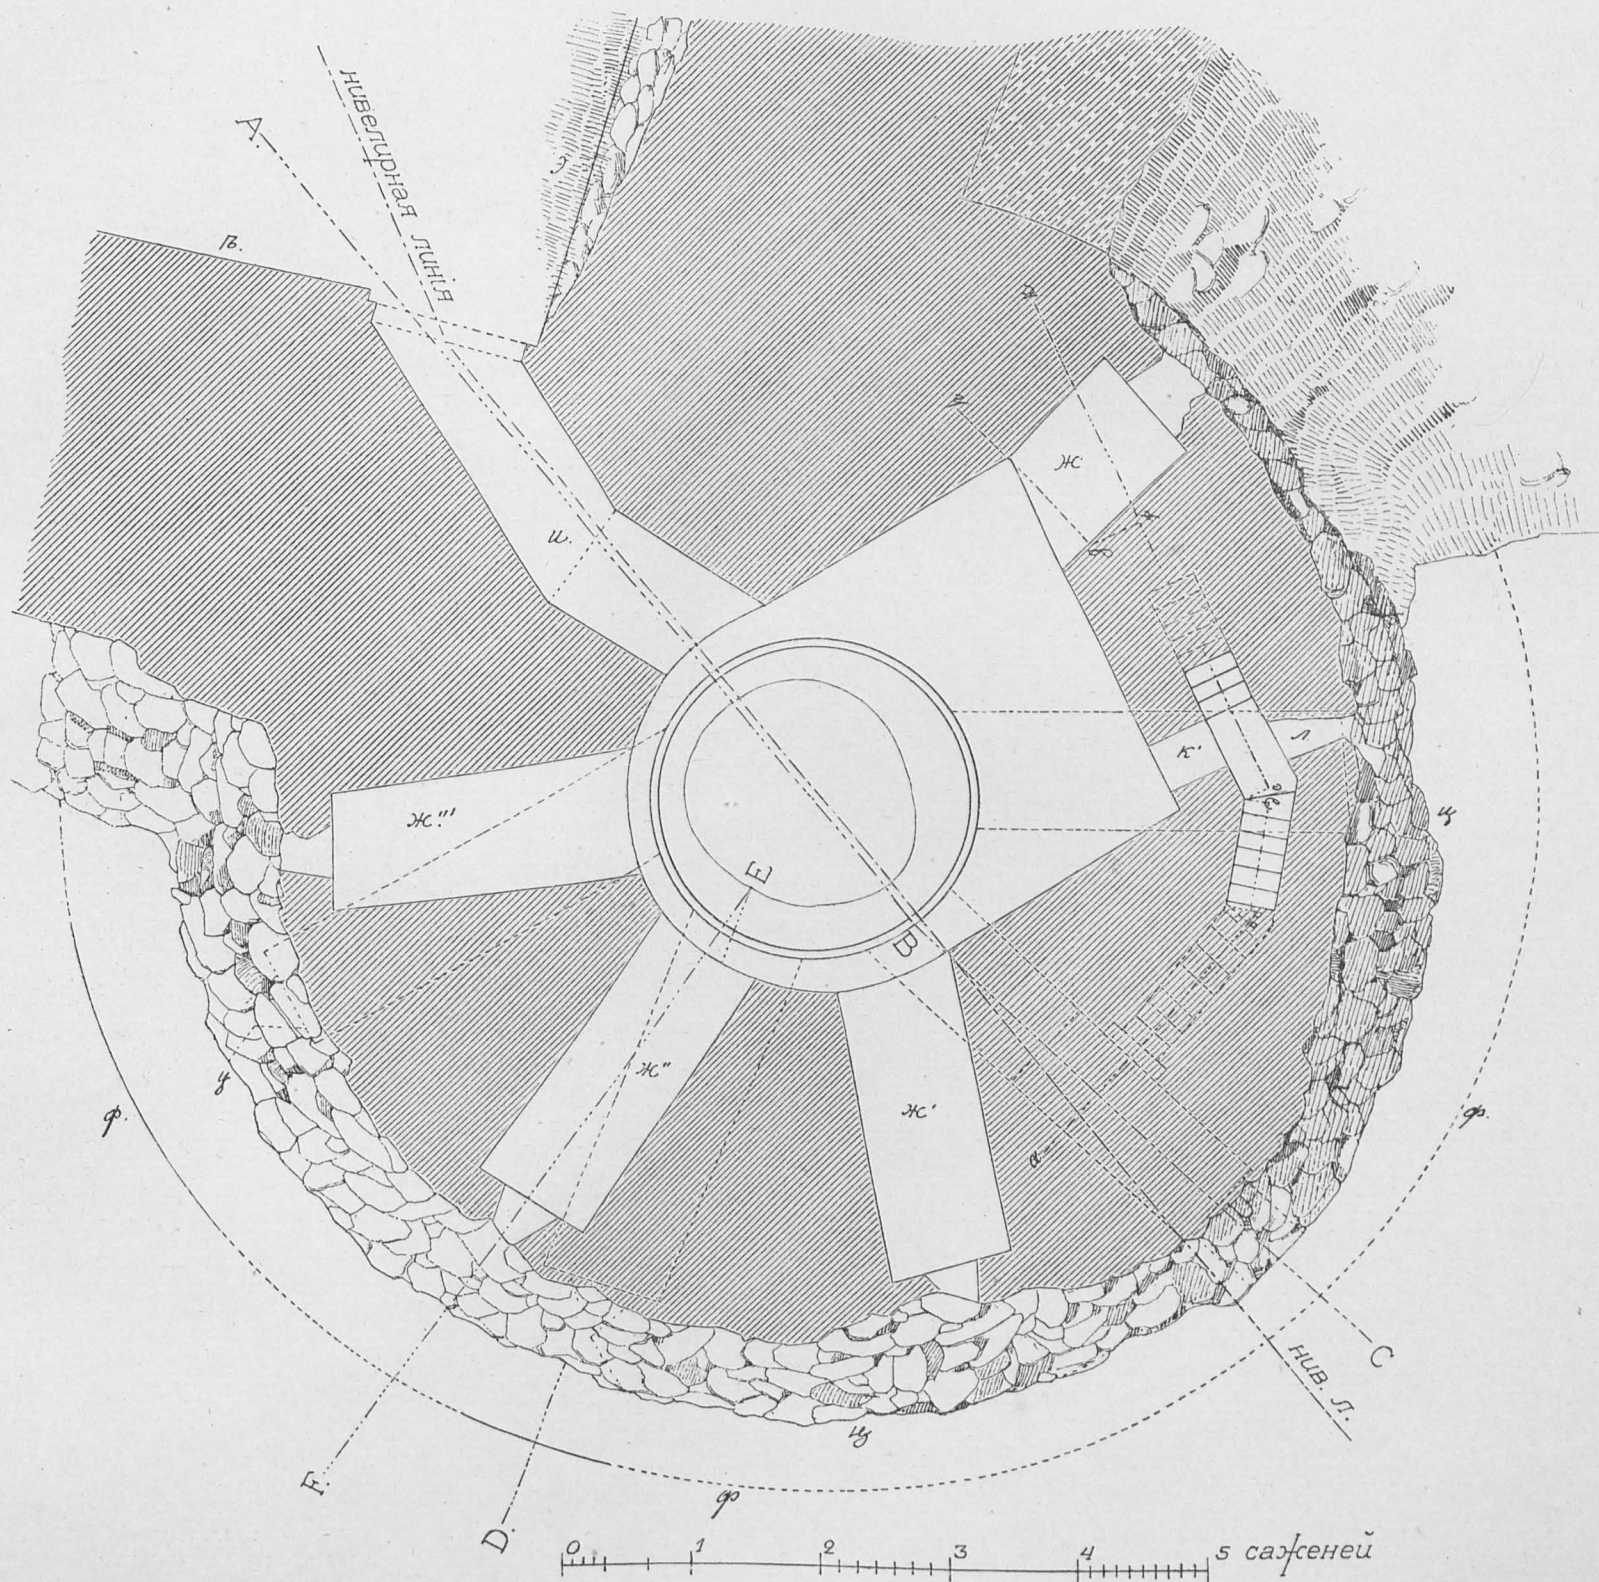 А.
нивелирная линія
Ж
и.
к'
л
Ж'''
E
B
Ж''
Ж'
ф.
ф.
а
ц
C
нив. л.
F.
ф
D.
0 1 2 3 4 5 саженей